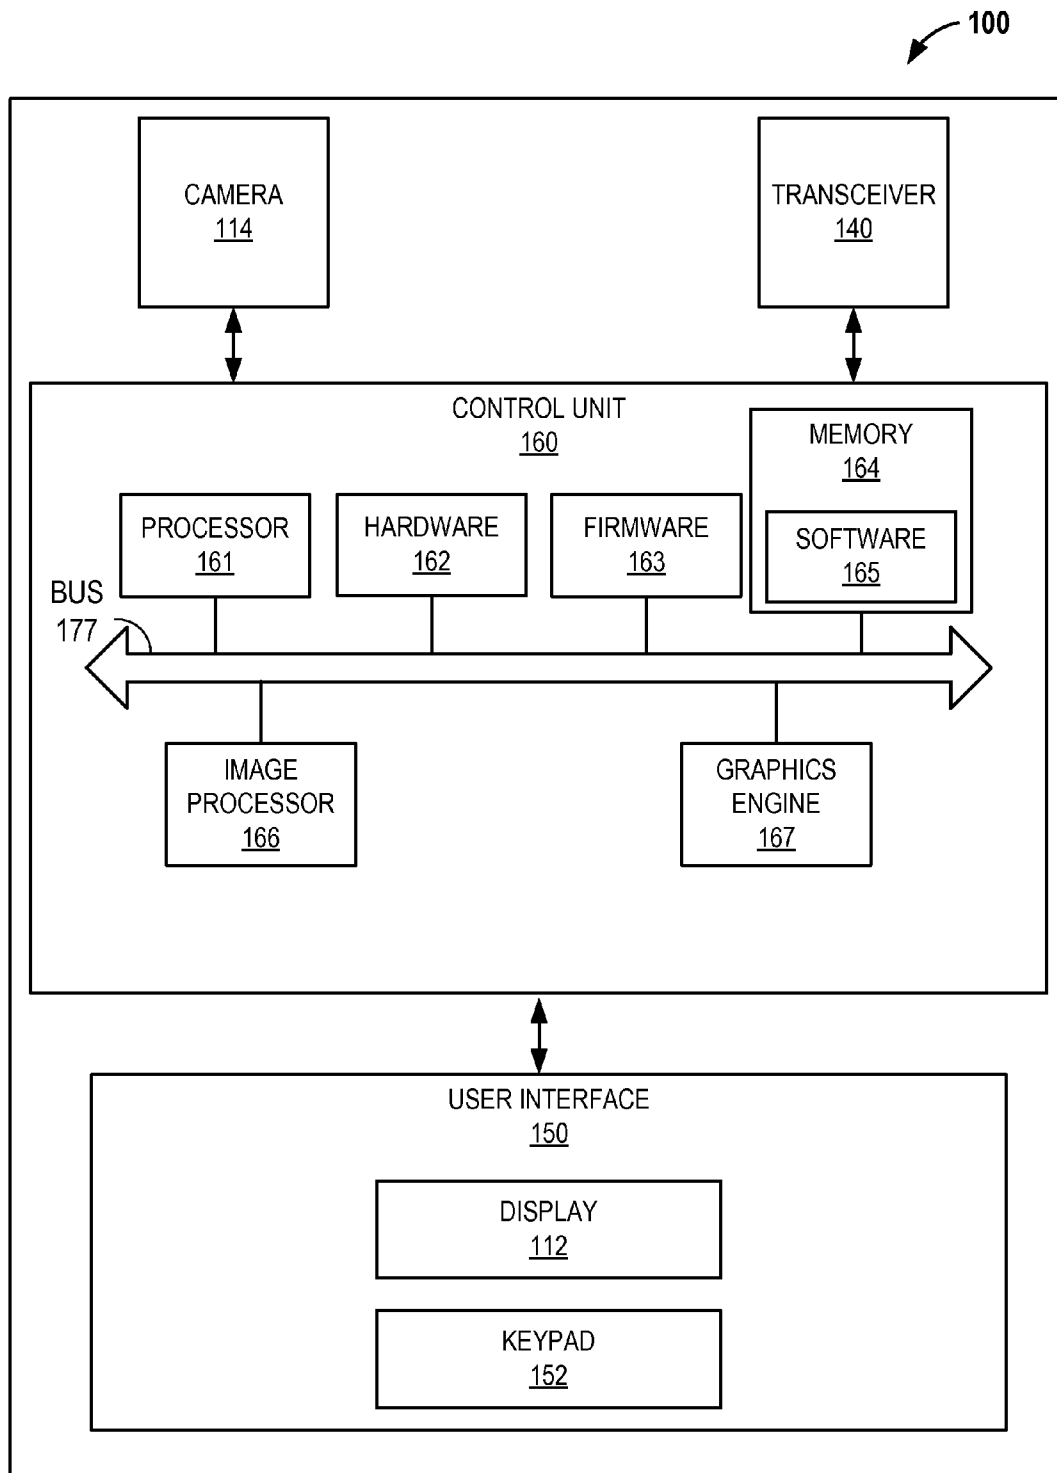 100
CAMERA
114
TRANSCEIVER
140
CONTROL UNIT
160
MEMORY
164
PROCESSOR
161
HARDWARE
162
FIRMWARE
163
SOFTWARE
165
BUS
177
IMAGE
PROCESSOR
166
GRAPHICS
ENGINE
167
USER INTERFACE
150
DISPLAY
112
KEYPAD
152